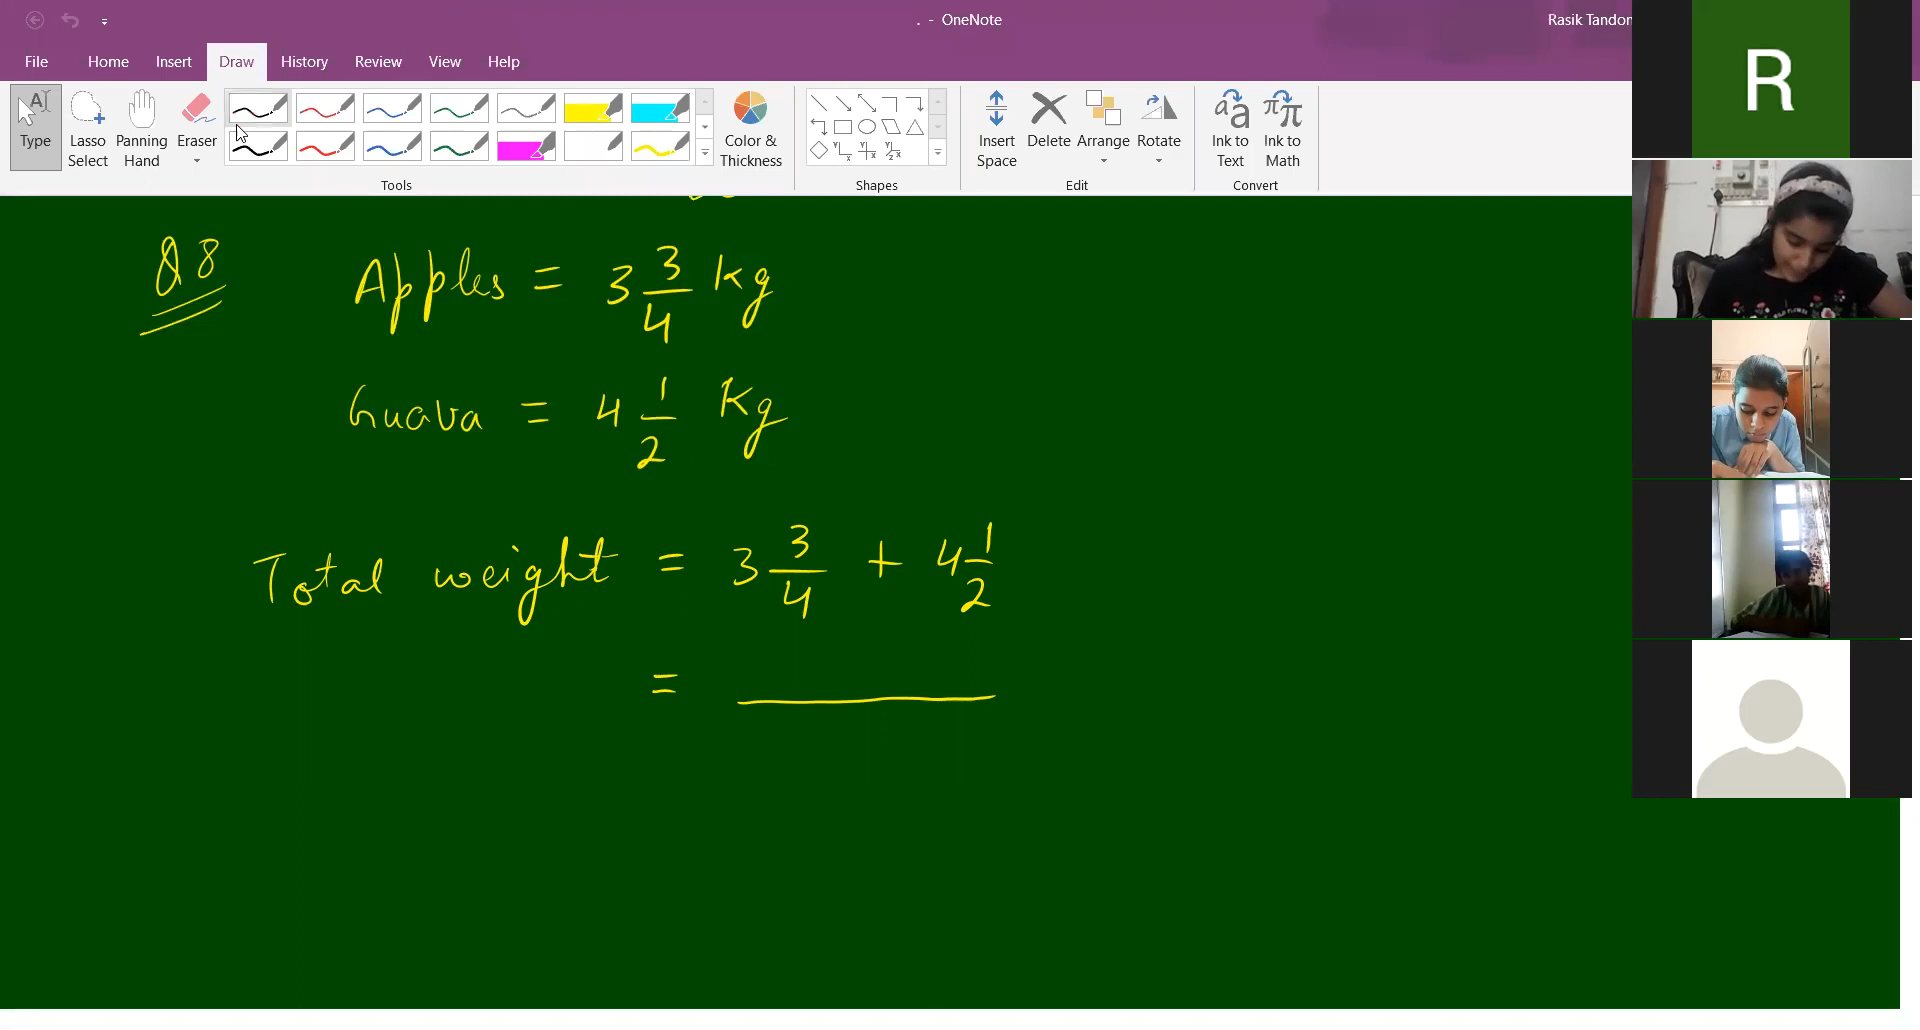 . - OneNote
Rasik Tandon
File Home Insert Draw History Review View Help
Type
Lasso Select
Panning Hand
Eraser
Color & Thickness
Insert Space
Delete
Arrange
Rotate
Ink to Text
Ink to Math
Tools
Shapes
Edit
Convert
R
Q8
Apples = 3 3/4 kg
Guava = 4 1/2 Kg
Total weight = 3 3/4 + 4 1/2
=